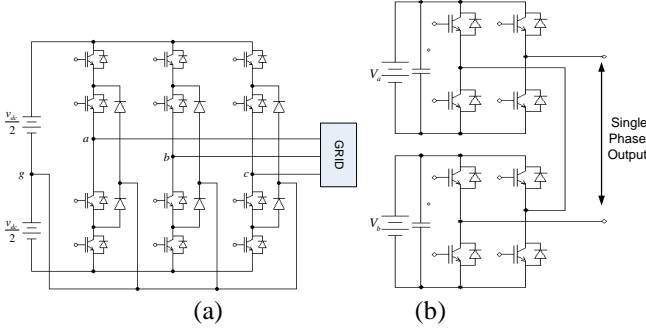 v_dc/2
v_dc/2
g
a
b
c
GRID
(a)
V_a
V_b
Single
Phase
Output
(b)